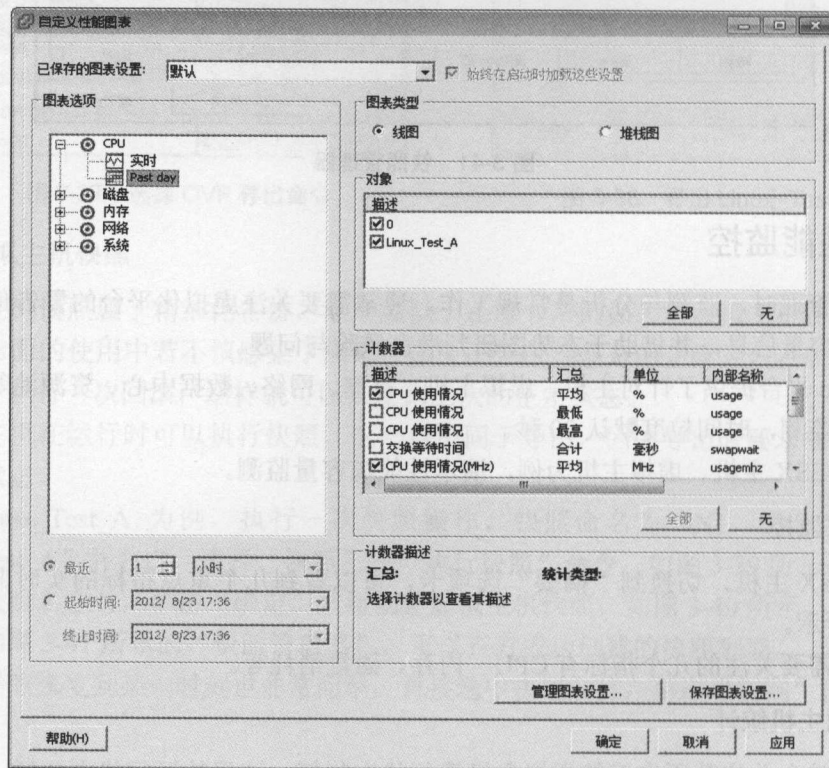 自定义性能图表
已保存的图表设置:
默认
始终在启动时加载这些设置
图表选项
CPU
实时
Past day
磁盘
内存
网络
系统
最近
1
小时
起始时间:
2012/ 8/23 17:36
终止时间:
2012/ 8/23 17:36
图表类型
线图
堆栈图
对象
描述
0
Linux_Test_A
全部
无
计数器
描述 汇总 单位 内部名称
CPU 使用情况 平均 % usage
CPU 使用情况 最低 % usage
CPU 使用情况 最高 % usage
交换等待时间 合计 毫秒 swapwait
CPU 使用情况(MHz) 平均 MHz usagemhz
全部
无
计数器描述
汇总: 统计类型:
选择计数器以查看其描述
管理图表设置...
保存图表设置...
帮助(H)
确定
取消
应用
能监控